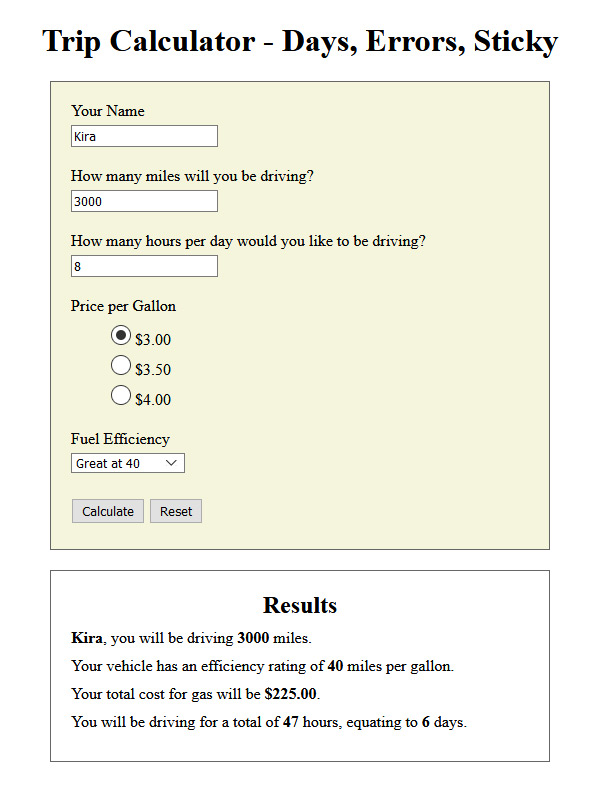 Trip Calculator - Days, Errors, Sticky
Your Name
Kira
How many miles will you be driving?
3000
How many hours per day would you like to be driving?
8
Price per Gallon
$3.00
$3.50
$4.00
Fuel Efficiency
Great at 40
Calculate Reset
Results
Kira, you will be driving 3000 miles.
Your vehicle has an efficiency rating of 40 miles per gallon.
Your total cost for gas will be $225.00.
You will be driving for a total of 47 hours, equating to 6 days.